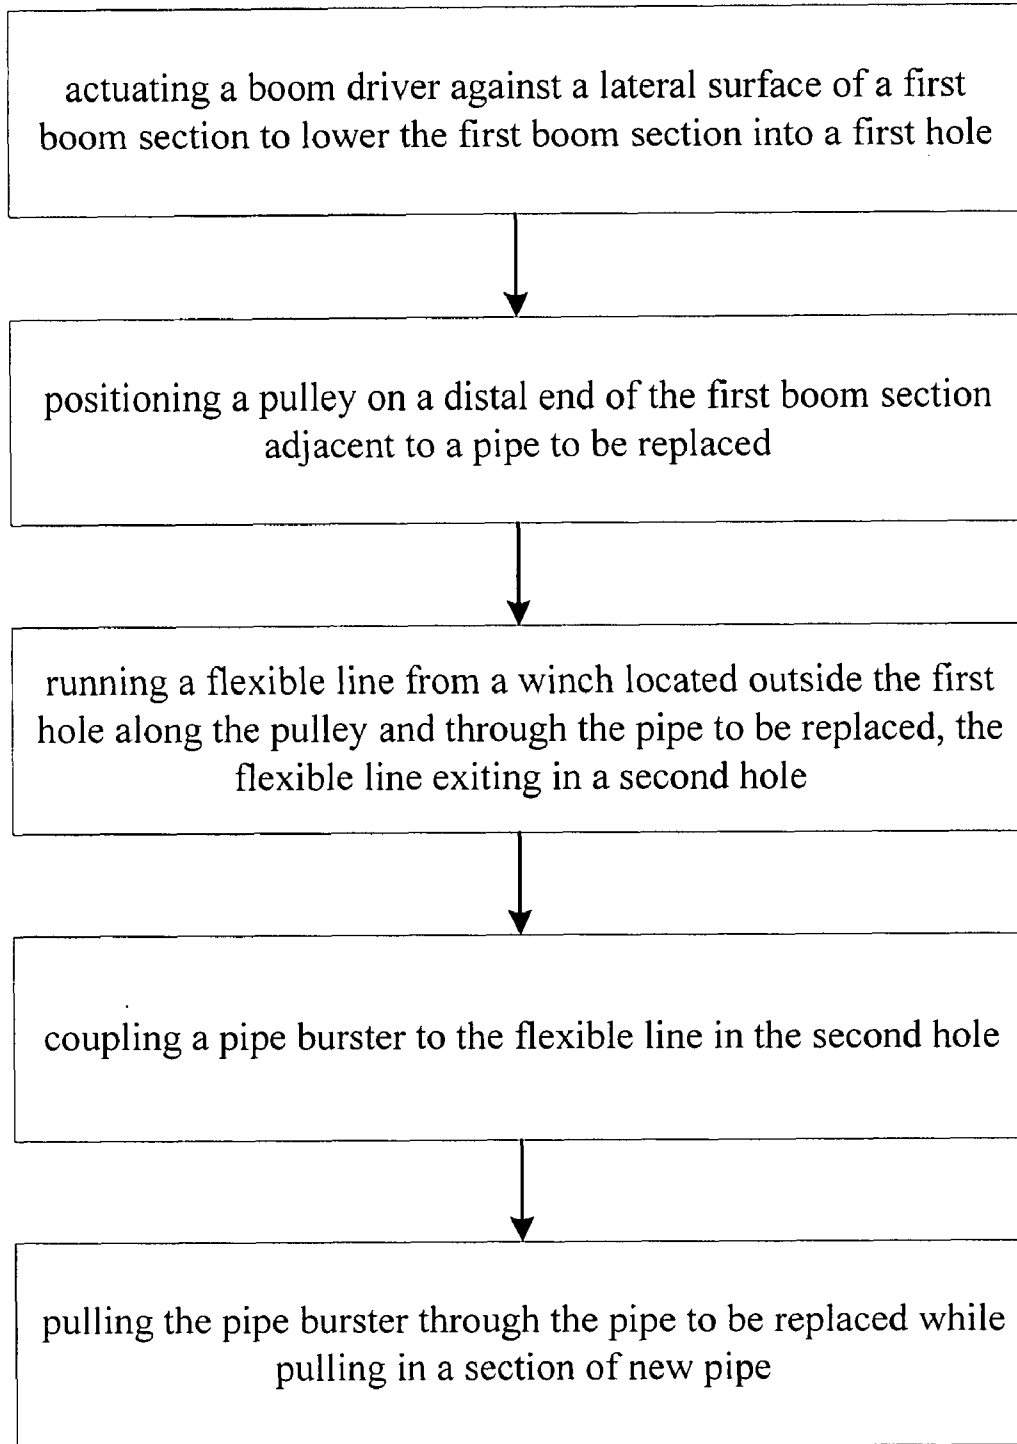 actuating a boom driver against a lateral surface of a first
boom section to lower the first boom section into a first hole
positioning a pulley on a distal end of the first boom section
adjacent to a pipe to be replaced
running a flexible line from a winch located outside the first
hole along the pulley and through the pipe to be replaced, the
flexible line exiting in a second hole
coupling a pipe burster to the flexible line in the second hole
pulling the pipe burster through the pipe to be replaced while
pulling in a section of new pipe